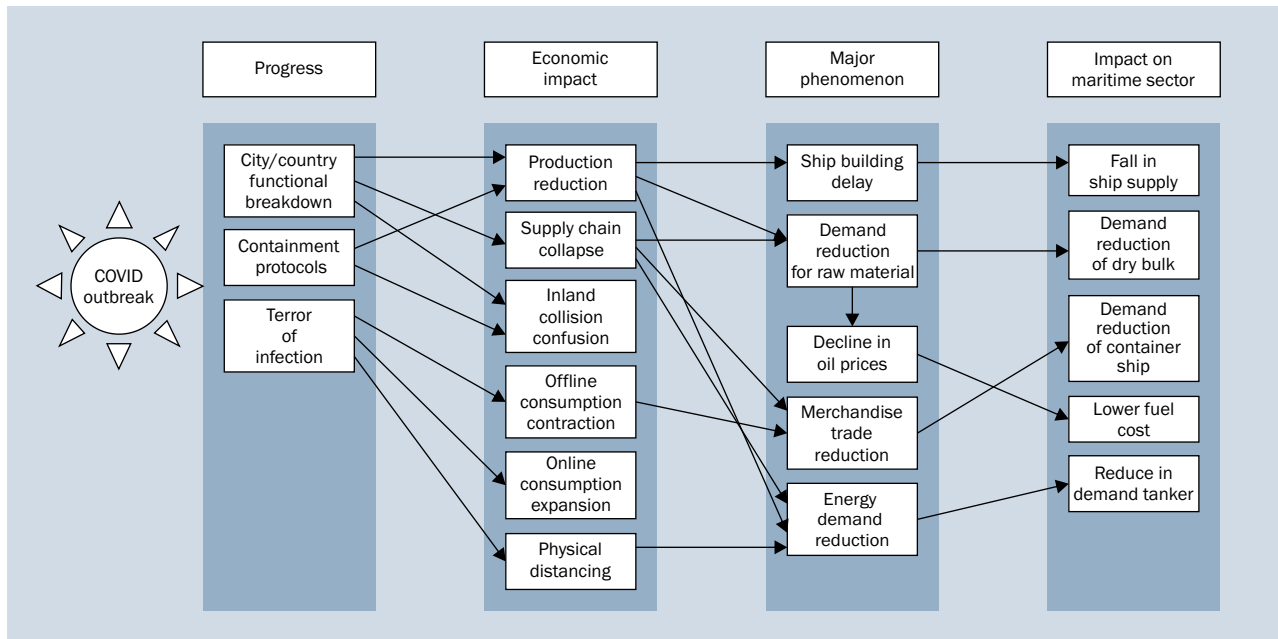 Progress
Economic
impact
Major
phenomenon
Impact on
maritime sector
COVID
outbreak
City/country
functional
breakdown
Containment
protocols
Terror
of
infection
Production
reduction
Supply chain
collapse
Inland
collision
confusion
Offline
consumption
contraction
Online
consumption
expansion
Physical
distancing
Ship building
delay
Demand
reduction
for raw material
Decline in
oil prices
Merchandise
trade
reduction
Energy
demand
reduction
Fall in
ship supply
Demand
reduction
of dry bulk
Demand
reduction
of container
ship
Lower fuel
cost
Reduce in
demand tanker